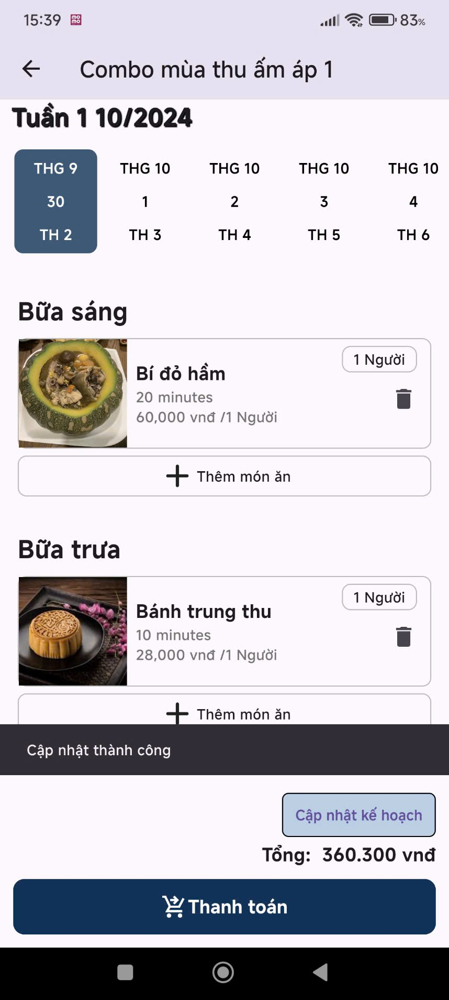 15:39 mo mo 83%
Combo mùa thu ấm áp 1
Tuần 1 10/2024
THG 9 THG 10 THG 10 THG 10 THG 10
30 1 2 3 4
TH 2 TH 3 TH 4 TH 5 TH 6
Bữa sáng
1 Người
Bí đỏ hầm
20 minutes
60,000 vnđ /1 Người
Thêm món ăn
Bữa trưa
1 Người
Bánh trung thu
10 minutes
28,000 vnđ /1 Người
Thêm món ăn
Cập nhật thành công
Cập nhật kế hoạch
Tổng: 360.300 vnđ
Thanh toán